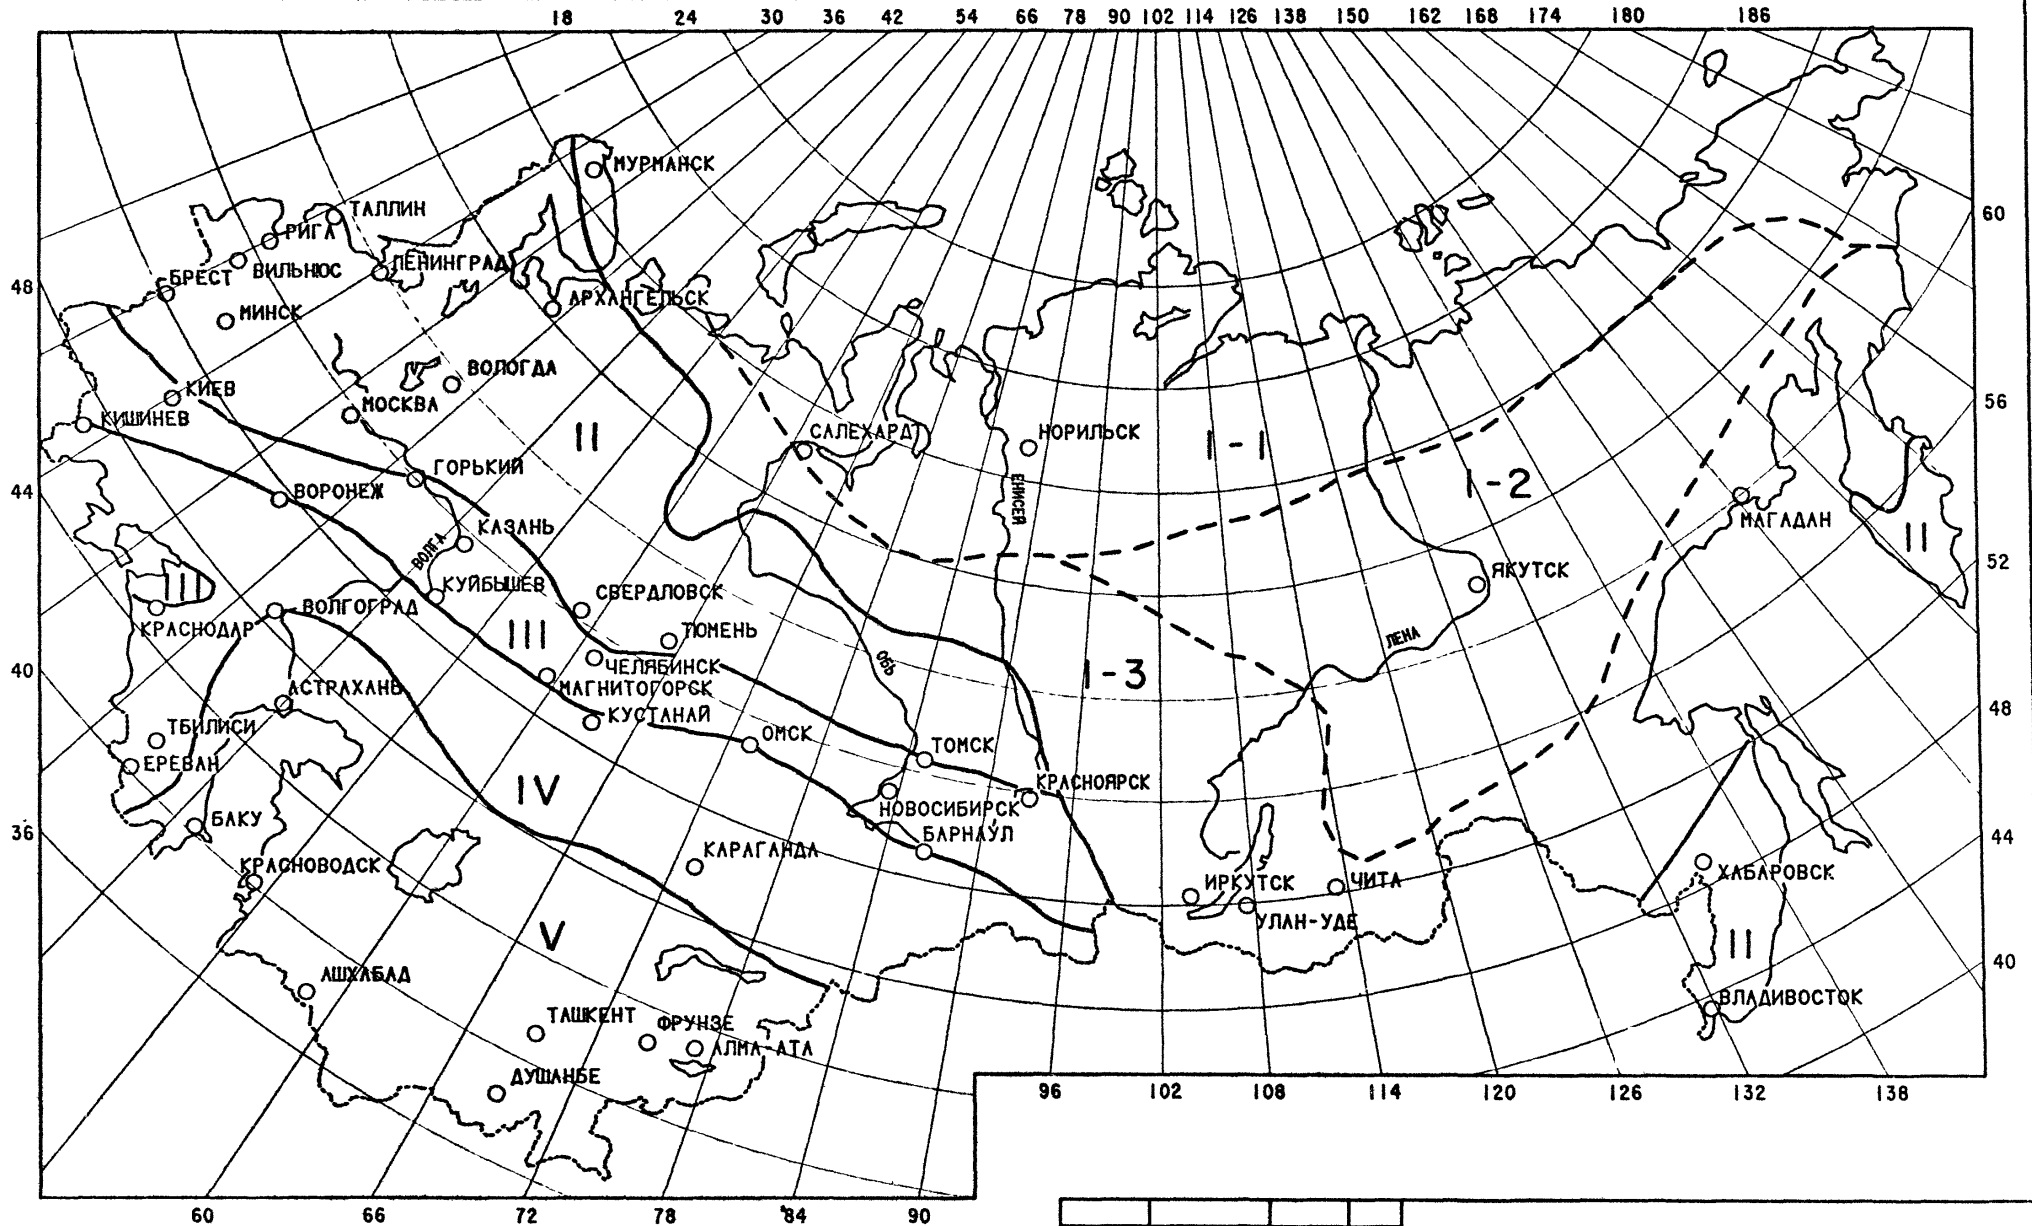 18 24 30 36 42 54 66 78 90 102 114 126 138 150 162 168 174 180 186
МУРМАНСК
ТАЛЛИН
РИГА
60
ЛЕНИНГРАД
ВИЛЬНЮС
БРЕСТ
48
АРХАНГЕЛЬСК
МИНСК
ВОЛОГДА
КИЕВ
МОСКВА
56
КИШИНЕВ
САЛЕХАРД
НОРИЛЬСК
II
I-1
ГОРЬКИЙ
I-2
44
ВОРОНЕЖ
ЕНИСЕЙ
МАГАДАН
КАЗАНЬ
II
ВОЛГА
52
ЯКУТСК
III
КУЙБЫШЕВ
СВЕРДЛОВСК
ВОЛГОГРАД
КРАСНОДАР
III
ТЮМЕНЬ
ЛЕНА
ЧЕЛЯБИНСК
ОБЬ
40
I-3
АСТРАХАНЬ
МАГНИТОГОРСК
КУСТАНАЙ
48
ТБИЛИСИ
ОМСК
ТОМСК
ЕРЕВАН
КРАСНОЯРСК
IV
НОВОСИБИРСК
БАКУ
36
БАРНАУЛ
44
КАРАГАНДА
КРАСНОВОДСК
ХАБАРОВСК
ИРКУТСК
ЧИТА
УЛАН-УДЕ
V
II
40
АШХАБАД
ВЛАДИВОСТОК
ТАШКЕНТ
ФРУНЗЕ
АЛМА-АТА
ДУШАНБЕ
96 102 108 114 120 126 132 138
60 66 72 78 84 90